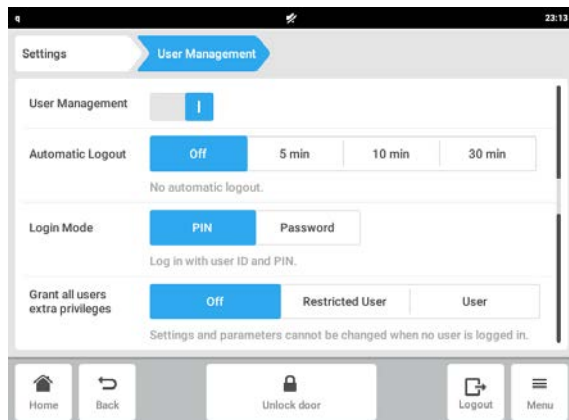 q 23:13
Settings User Management
User Management I
Automatic Logout Off 5 min 10 min 30 min
No automatic logout.
Login Mode PIN Password
Log in with user ID and PIN.
Grant all users
extra privileges Off Restricted User User
Settings and parameters cannot be changed when no user is logged in.
Home Back Unlock door Logout Menu